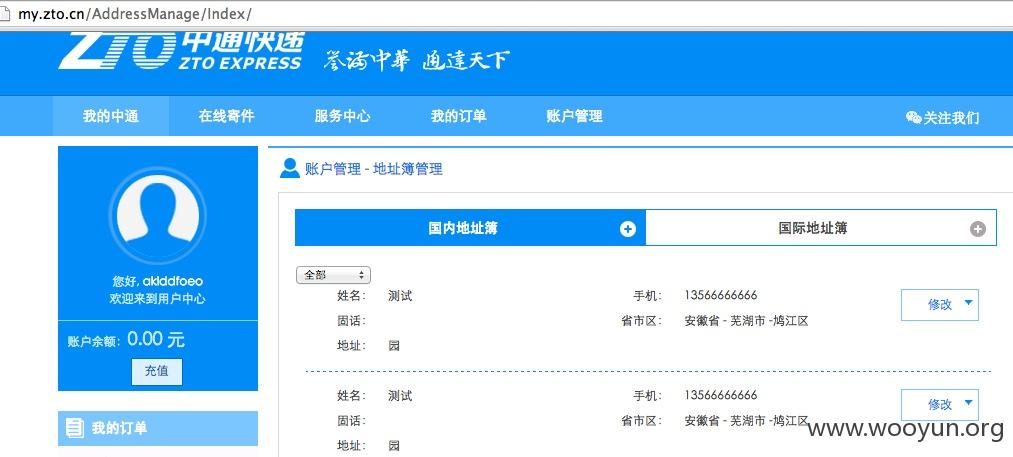 my.zto.cn/AddressManage/Index/
ZTO 中通快递
ZTO EXPRESS
誉满中華 通達天下
我的中通 在线寄件 服务中心 我的订单 账户管理 关注我们
账户管理 - 地址簿管理
国内地址簿 国际地址簿
您好, aklddfoeo
欢迎来到用户中心
账户余额: 0.00 元
充值
我的订单
全部
姓名: 测试 手机: 13566666666 修改
固话: 省市区: 安徽省 - 芜湖市 -鸠江区
地址: 园
姓名: 测试 手机: 13566666666 修改
固话: 省市区: 安徽省 - 芜湖市 -鸠江区
地址: 园
www.wooyun.org